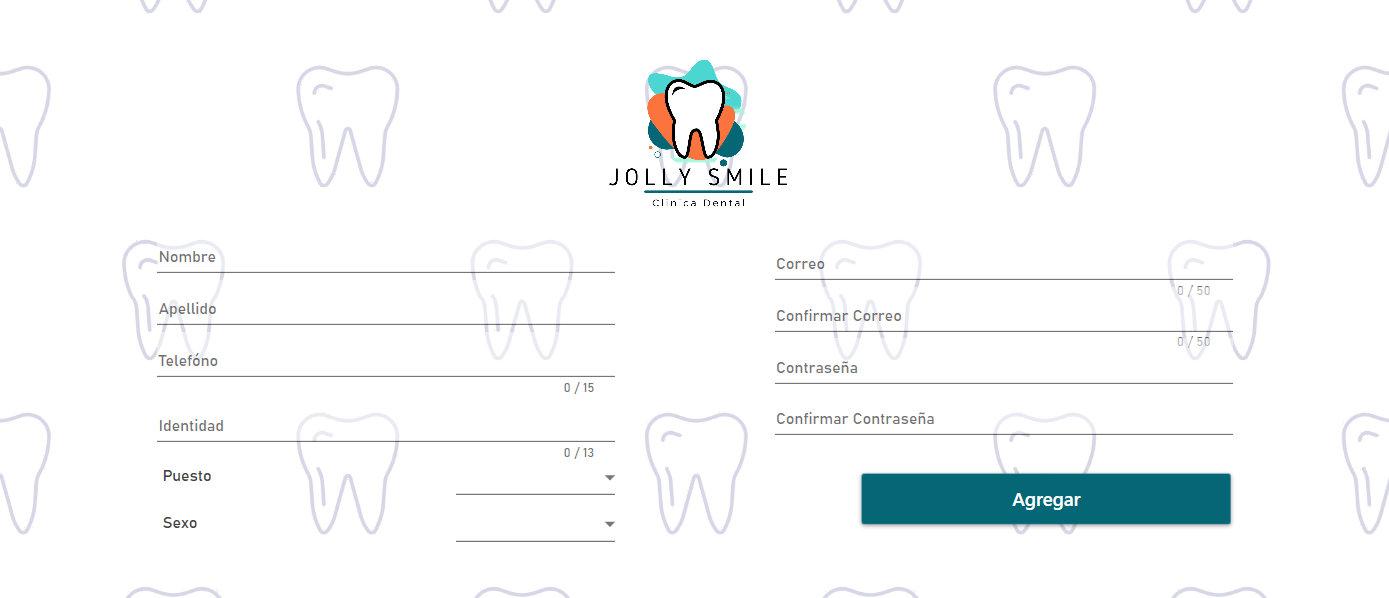 JOLLY SMILE
Clinica Dental
Nombre
Apellido
Telefóno
0 / 15
Identidad
0 / 13
Puesto
Sexo
Correo
0 / 50
Confirmar Correo
0 / 50
Contraseña
Confirmar Contraseña
Agregar